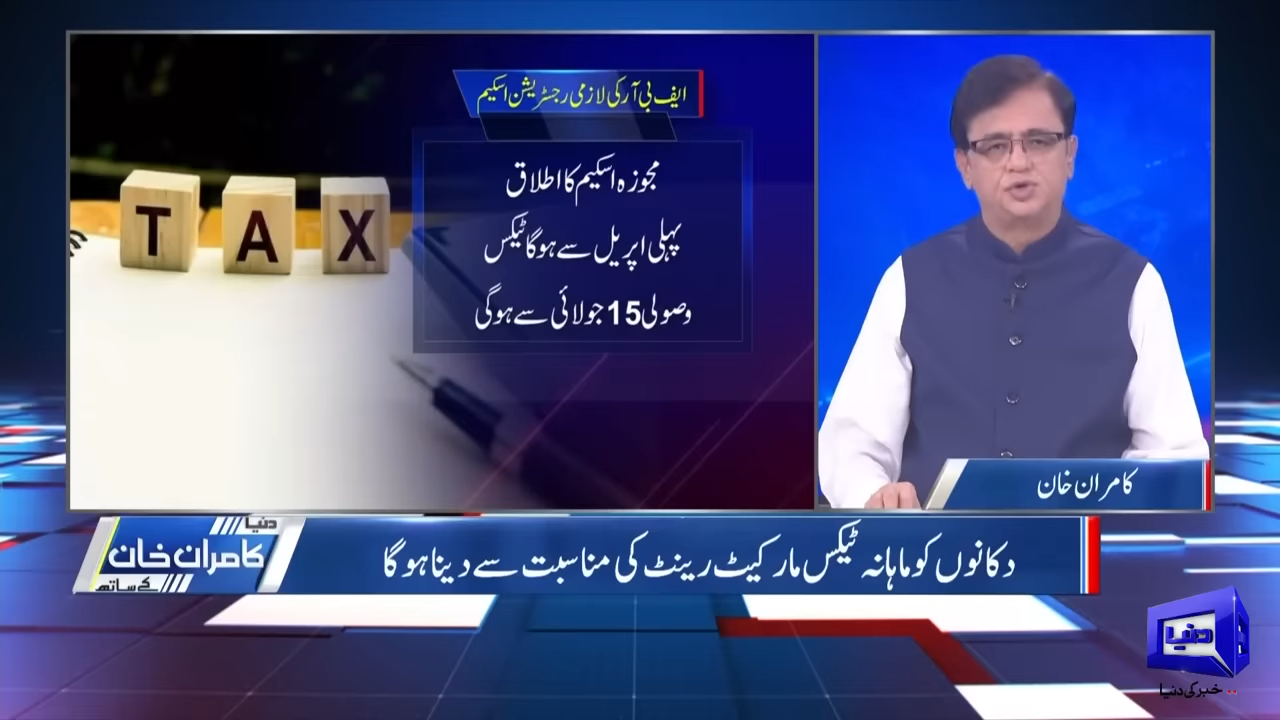 ایف بی آر کی لازمی رجسٹریشن اسکیم
مجوزہ اسکیم کا اطلاق
پہلی اپریل سے ہوگا ٹیکس
وصولی 15 جولائی سے ہوگی
TAX
کامران خان
دکانوں کو ماہانہ ٹیکس مارکیٹ رینٹ کی مناسبت سے دینا ہوگا
دنیا
کامران خان
کے ساتھ
دنیا
خبر کی دنیا